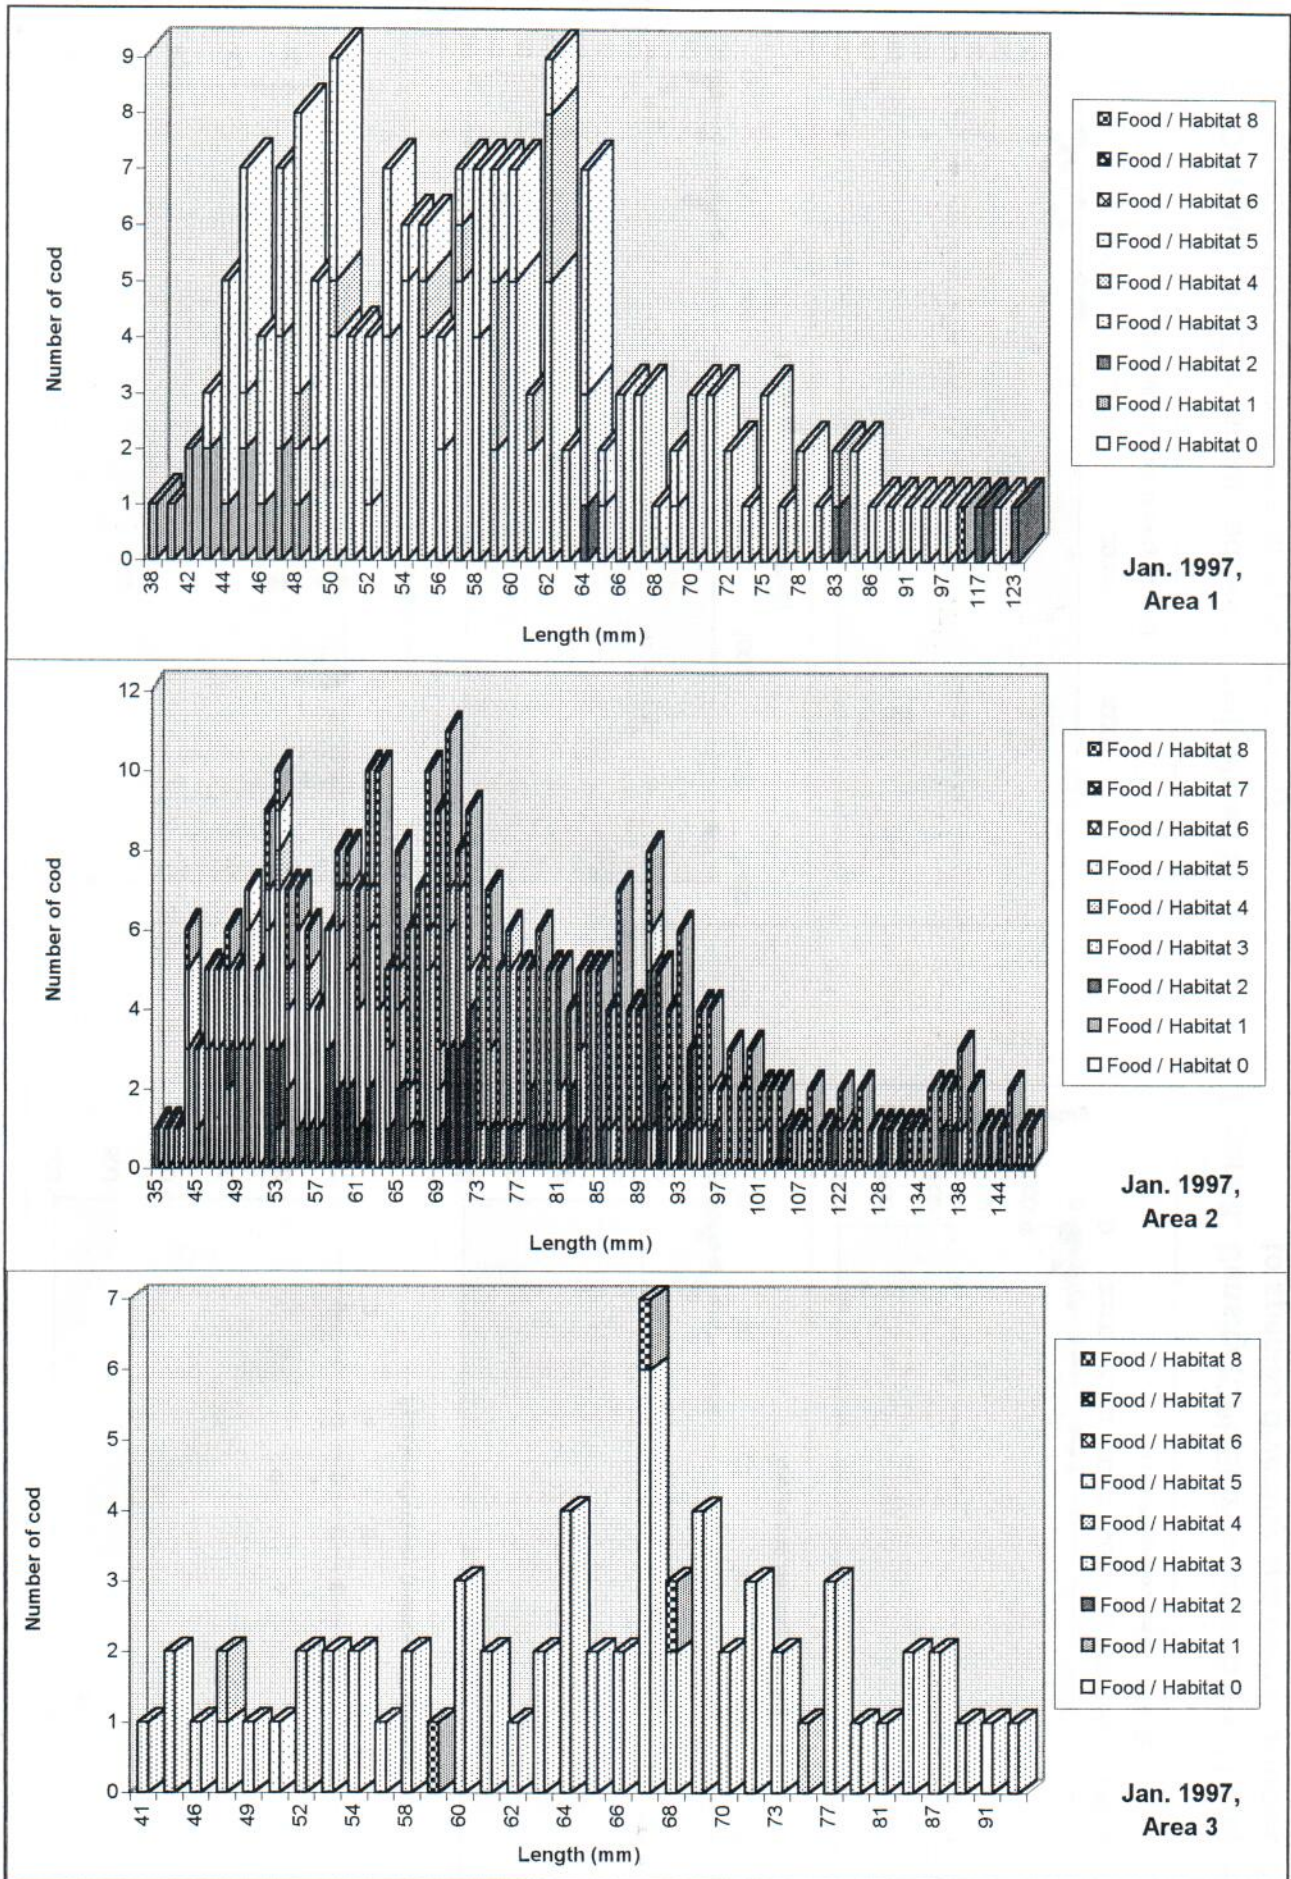 9
8
7
6
5
4
3
2
1
0
Number of cod
38 42 44 46 48 50 52 54 56 58 60 62 64 66 68 70 72 75 78 83 86 91 97 117 123
Length (mm)
Food / Habitat 8
Food / Habitat 7
Food / Habitat 6
Food / Habitat 5
Food / Habitat 4
Food / Habitat 3
Food / Habitat 2
Food / Habitat 1
Food / Habitat 0
Jan. 1997,
Area 1
12
10
8
6
4
2
0
Number of cod
35 45 49 53 57 61 65 69 73 77 81 85 89 93 97 101 107 122 128 134 138 144
Length (mm)
Food / Habitat 8
Food / Habitat 7
Food / Habitat 6
Food / Habitat 5
Food / Habitat 4
Food / Habitat 3
Food / Habitat 2
Food / Habitat 1
Food / Habitat 0
Jan. 1997,
Area 2
7
6
5
4
3
2
1
0
Number of cod
41 46 49 52 54 58 60 62 64 66 68 70 73 77 81 87 91
Length (mm)
Food / Habitat 8
Food / Habitat 7
Food / Habitat 6
Food / Habitat 5
Food / Habitat 4
Food / Habitat 3
Food / Habitat 2
Food / Habitat 1
Food / Habitat 0
Jan. 1997,
Area 3